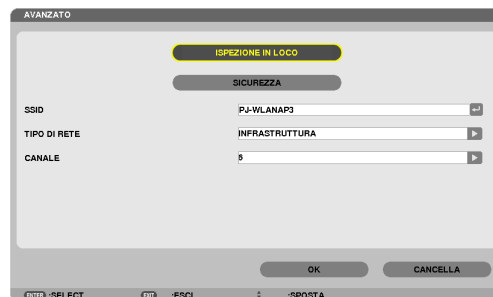 AVANZATO
ISPEZIONE IN LOCO
SICUREZZA
SSID PJ-WLANAP3
TIPO DI RETE INFRASTRUTTURA
CANALE 6
OK CANCELLA
ENTER :SELECT EXIT :ESCI :SPOSTA